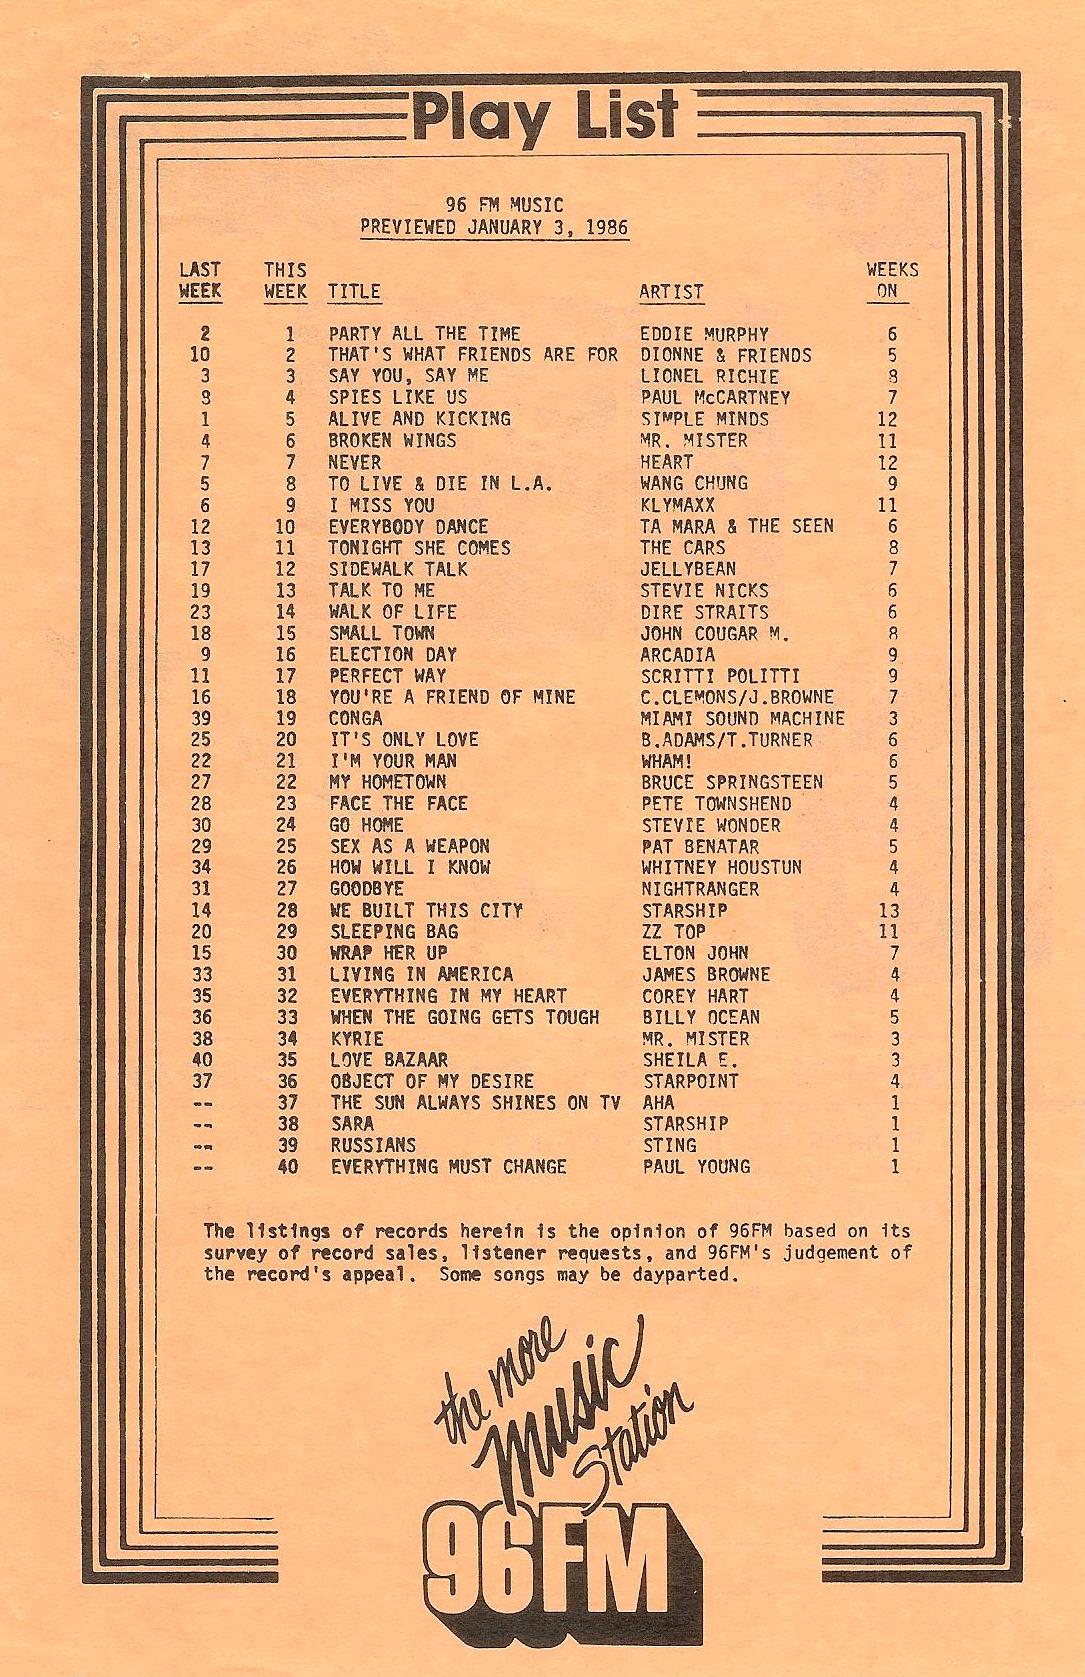 Play List
96 FM MUSIC
PREVIEWED JANUARY 3, 1986
LAST THIS WEEKS
WEEK WEEK TITLE ARTIST ON
2 1 PARTY ALL THE TIME EDDIE MURPHY 6
10 2 THAT'S WHAT FRIENDS ARE FOR DIONNE & FRIENDS 5
3 3 SAY YOU, SAY ME LIONEL RICHIE 8
8 4 SPIES LIKE US PAUL McCARTNEY 7
1 5 ALIVE AND KICKING SIMPLE MINDS 12
4 6 BROKEN WINGS MR. MISTER 11
7 7 NEVER HEART 12
5 8 TO LIVE & DIE IN L.A. WANG CHUNG 9
6 9 I MISS YOU KLYMAXX 11
12 10 EVERYBODY DANCE TA MARA & THE SEEN 6
13 11 TONIGHT SHE COMES THE CARS 8
17 12 SIDEWALK TALK JELLYBEAN 7
19 13 TALK TO ME STEVIE NICKS 6
23 14 WALK OF LIFE DIRE STRAITS 6
18 15 SMALL TOWN JOHN COUGAR M. 8
9 16 ELECTION DAY ARCADIA 9
11 17 PERFECT WAY SCRITTI POLITTI 9
16 18 YOU'RE A FRIEND OF MINE C.CLEMONS/J.BROWNE 7
39 19 CONGA MIAMI SOUND MACHINE 3
25 20 IT'S ONLY LOVE B.ADAMS/T.TURNER 6
22 21 I'M YOUR MAN WHAM! 6
27 22 MY HOMETOWN BRUCE SPRINGSTEEN 5
28 23 FACE THE FACE PETE TOWNSHEND 4
30 24 GO HOME STEVIE WONDER 4
29 25 SEX AS A WEAPON PAT BENATAR 5
34 26 HOW WILL I KNOW WHITNEY HOUSTUN 4
31 27 GOODBYE NIGHTRANGER 4
14 28 WE BUILT THIS CITY STARSHIP 13
20 29 SLEEPING BAG ZZ TOP 11
15 30 WRAP HER UP ELTON JOHN 7
33 31 LIVING IN AMERICA JAMES BROWNE 4
35 32 EVERYTHING IN MY HEART COREY HART 4
36 33 WHEN THE GOING GETS TOUGH BILLY OCEAN 5
38 34 KYRIE MR. MISTER 3
40 35 LOVE BAZAAR SHEILA E. 3
37 36 OBJECT OF MY DESIRE STARPOINT 4
-- 37 THE SUN ALWAYS SHINES ON TV AHA 1
-- 38 SARA STARSHIP 1
-- 39 RUSSIANS STING 1
-- 40 EVERYTHING MUST CHANGE PAUL YOUNG 1
The listings of records herein is the opinion of 96FM based on its
survey of record sales, listener requests, and 96FM's judgement of
the record's appeal. Some songs may be dayparted.
the more
Music
Station
96FM